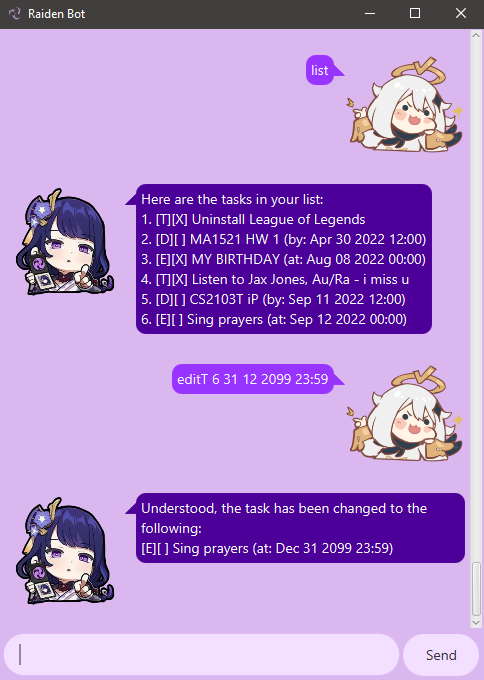 Raiden Bot
list
Here are the tasks in your list:
1. [T][X] Uninstall League of Legends
2. [D][ ] MA1521 HW 1 (by: Apr 30 2022 12:00)
3. [E][X] MY BIRTHDAY (at: Aug 08 2022 00:00)
4. [T][X] Listen to Jax Jones, Au/Ra - i miss u
5. [D][ ] CS2103T iP (by: Sep 11 2022 12:00)
6. [E][ ] Sing prayers (at: Sep 12 2022 00:00)
editT 6 31 12 2099 23:59
Understood, the task has been changed to the
following:
[E][ ] Sing prayers (at: Dec 31 2099 23:59)
Send